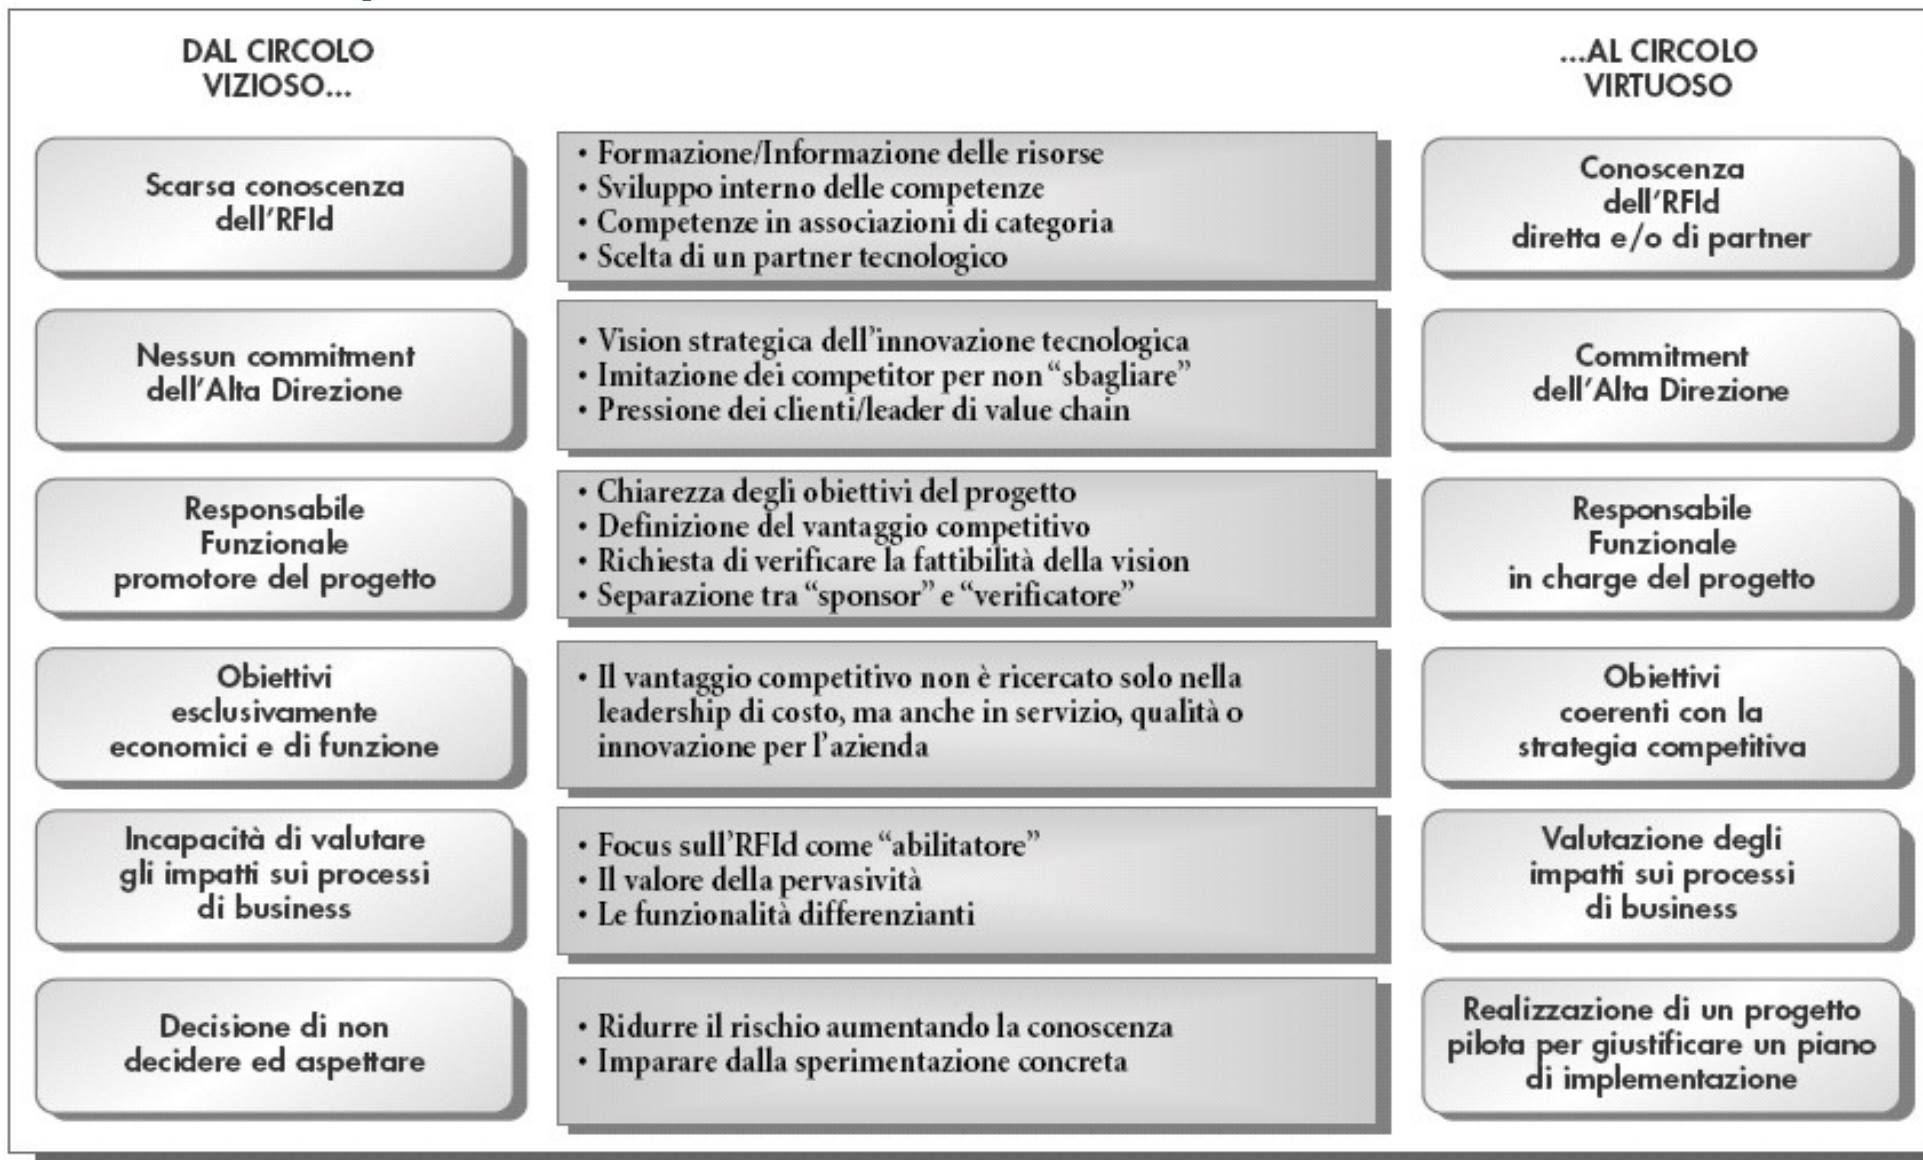 DAL CIRCOLO
VIZIOSO...
...AL CIRCOLO
VIRTUOSO
Scarsa conoscenza
dell'RFId
• Formazione/Informazione delle risorse
• Sviluppo interno delle competenze
• Competenze in associazioni di categoria
• Scelta di un partner tecnologico
Conoscenza
dell'RFId
diretta e/o di partner
Nessun commitment
dell'Alta Direzione
• Vision strategica dell'innovazione tecnologica
• Imitazione dei competitor per non “sbagliare”
• Pressione dei clienti/leader di value chain
Commitment
dell'Alta Direzione
Responsabile
Funzionale
promotore del progetto
• Chiarezza degli obiettivi del progetto
• Definizione del vantaggio competitivo
• Richiesta di verificare la fattibilità della vision
• Separazione tra “sponsor” e “verificatore”
Responsabile
Funzionale
in charge del progetto
Obiettivi
esclusivamente
economici e di funzione
• Il vantaggio competitivo non è ricercato solo nella
leadership di costo, ma anche in servizio, qualità o
innovazione per l'azienda
Obiettivi
coerenti con la
strategia competitiva
Incapacità di valutare
gli impatti sui processi
di business
• Focus sull'RFId come “abilitatore”
• Il valore della pervasività
• Le funzionalità differenzianti
Valutazione degli
impatti sui processi
di business
Decisione di non
decidere ed aspettare
• Ridurre il rischio aumentando la conoscenza
• Imparare dalla sperimentazione concreta
Realizzazione di un progetto
pilota per giustificare un piano
di implementazione